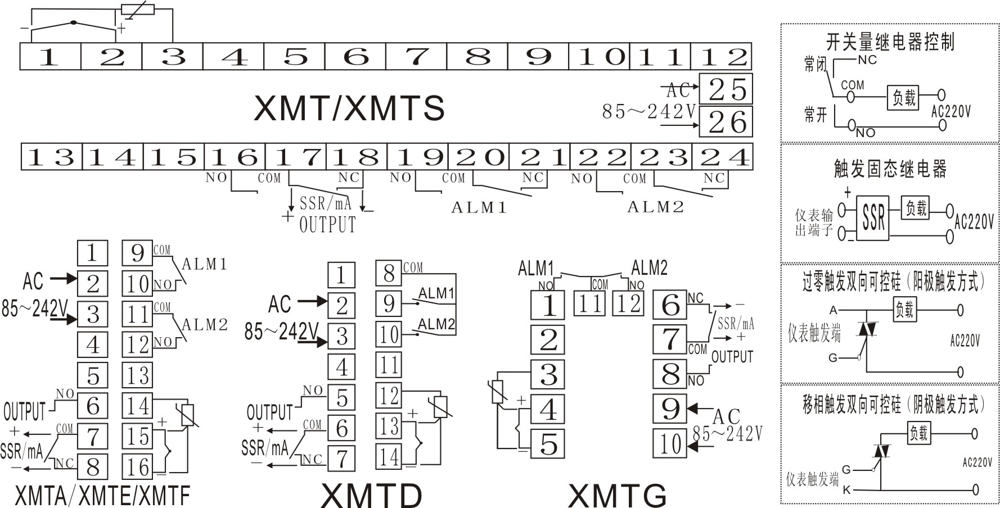 － ＋
1 2 3 4 5 6 7 8 9 10 11 12
XMT/XMTS
AC
85～242V
25
26
13 14 15 16 17 18 19 20 21 22 23 24
NO COM NC NO COM NC NO COM NC
＋ SSR/mA －
OUTPUT
ALM1
ALM2
1 9 COM
ALM1
AC
2 10 NO
85～242V
3 11 COM
ALM2
4 12 NO
5 13
NO
OUTPUT
6 14
＋
COM
7 15 ＋
SSR/mA
－
NC
8 16 －
XMTA/XMTE/XMTF
1 8 COM
AC
2 9 ALM1
85～242V
3 10 ALM2
4 11
NO
OUTPUT
5 12
＋
COM
6 13 ＋
SSR/mA
－
NC
7 14 －
XMTD
ALM1 ALM2
NO COM NO
1 11 12
2
3
4 ＋
5 －
6 NC －
SSR/mA
＋
7 COM
OUTPUT
8 NO
9
AC
85～242V
10
XMTG
开关量继电器控制
常闭 NC
COM
负载
常开
AC220V
NO
触发固态继电器
+
仪表输
出端子
SSR
负载
AC220V
－
过零触发双向可控硅（阳极触发方式）
A
负载
仪表触发端
AC220V
G
移相触发双向可控硅（阴极触发方式）
负载
AC220V
G
仪表触发端
K